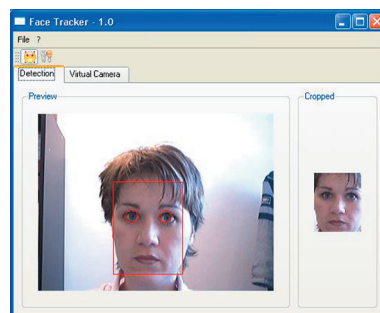 Face Tracker - 1.0
File ?
Detection Virtual Camera
Preview Cropped